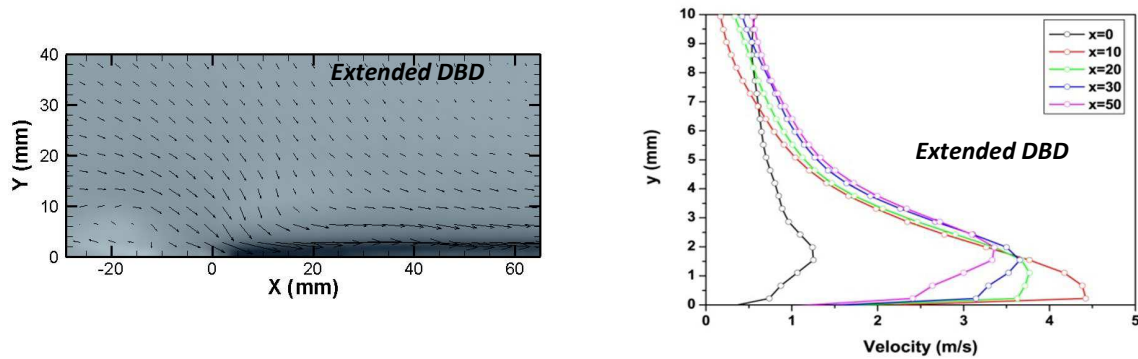 Extended DBD
40
30
20
10
0
Y (mm)
-20 0 20 40 60
X (mm)
10
9
8
7
6
5
4
3
2
1
0
y (mm)
x=0
x=10
x=20
x=30
x=50
Extended DBD
0 1 2 3 4 5
Velocity (m/s)